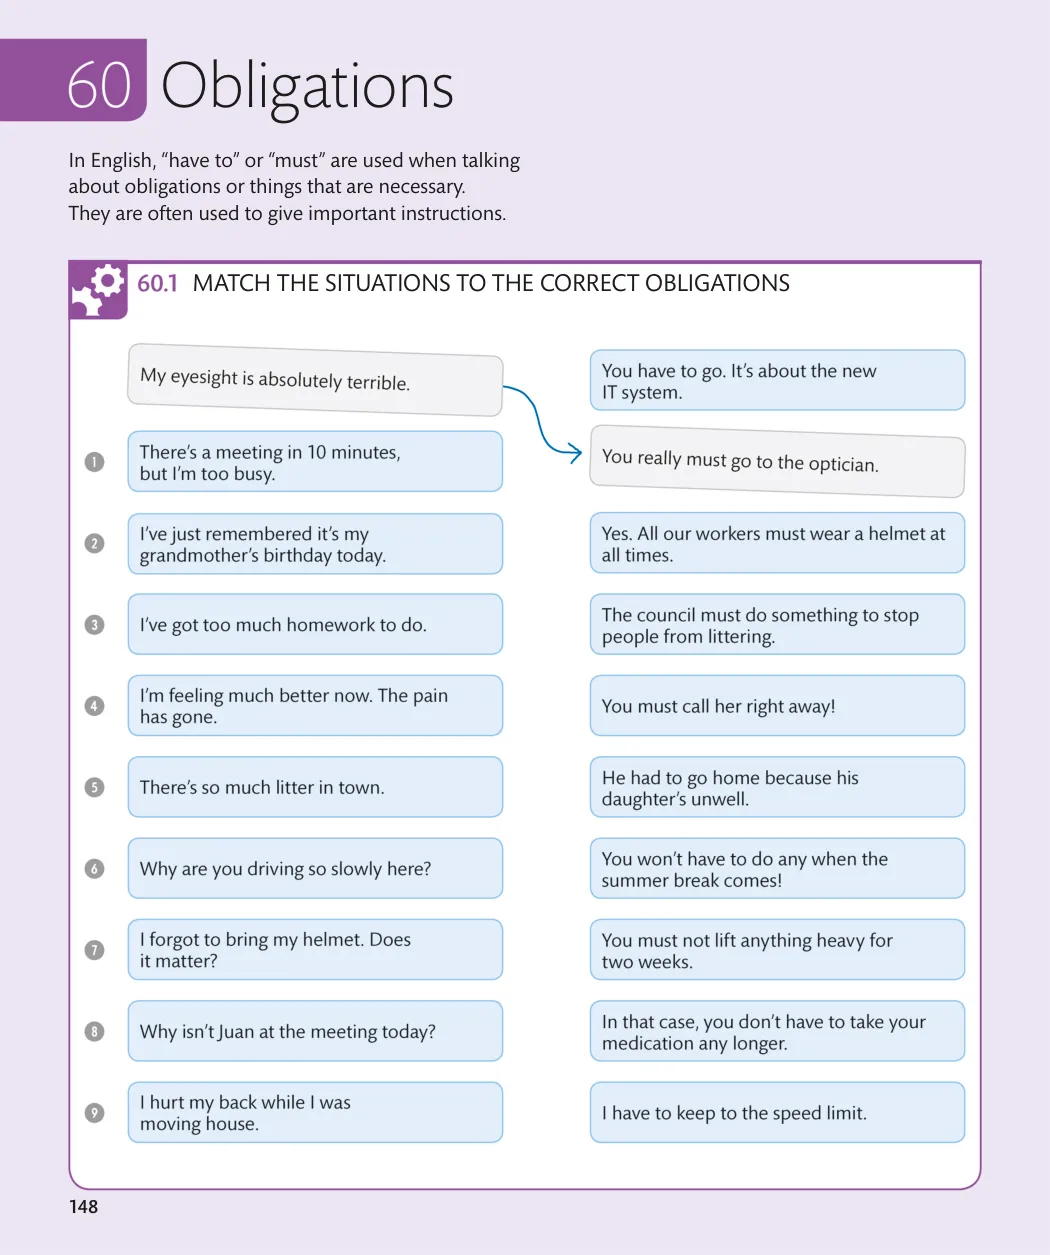 60 Obligations
In English, “have to” or “must” are used when talking
about obligations or things that are necessary.
They are often used to give important instructions.
60.1 MATCH THE SITUATIONS TO THE CORRECT OBLIGATIONS
My eyesight is absolutely terrible.
1
There’s a meeting in 10 minutes,
but I’m too busy.
2
I’ve just remembered it’s my
grandmother’s birthday today.
3
I’ve got too much homework to do.
4
I’m feeling much better now. The pain
has gone.
5
There’s so much litter in town.
6
Why are you driving so slowly here?
7
I forgot to bring my helmet. Does
it matter?
8
Why isn’t Juan at the meeting today?
9
I hurt my back while I was
moving house.
You have to go. It’s about the new
IT system.
You really must go to the optician.
Yes. All our workers must wear a helmet at
all times.
The council must do something to stop
people from littering.
You must call her right away!
He had to go home because his
daughter’s unwell.
You won’t have to do any when the
summer break comes!
You must not lift anything heavy for
two weeks.
In that case, you don’t have to take your
medication any longer.
I have to keep to the speed limit.
148